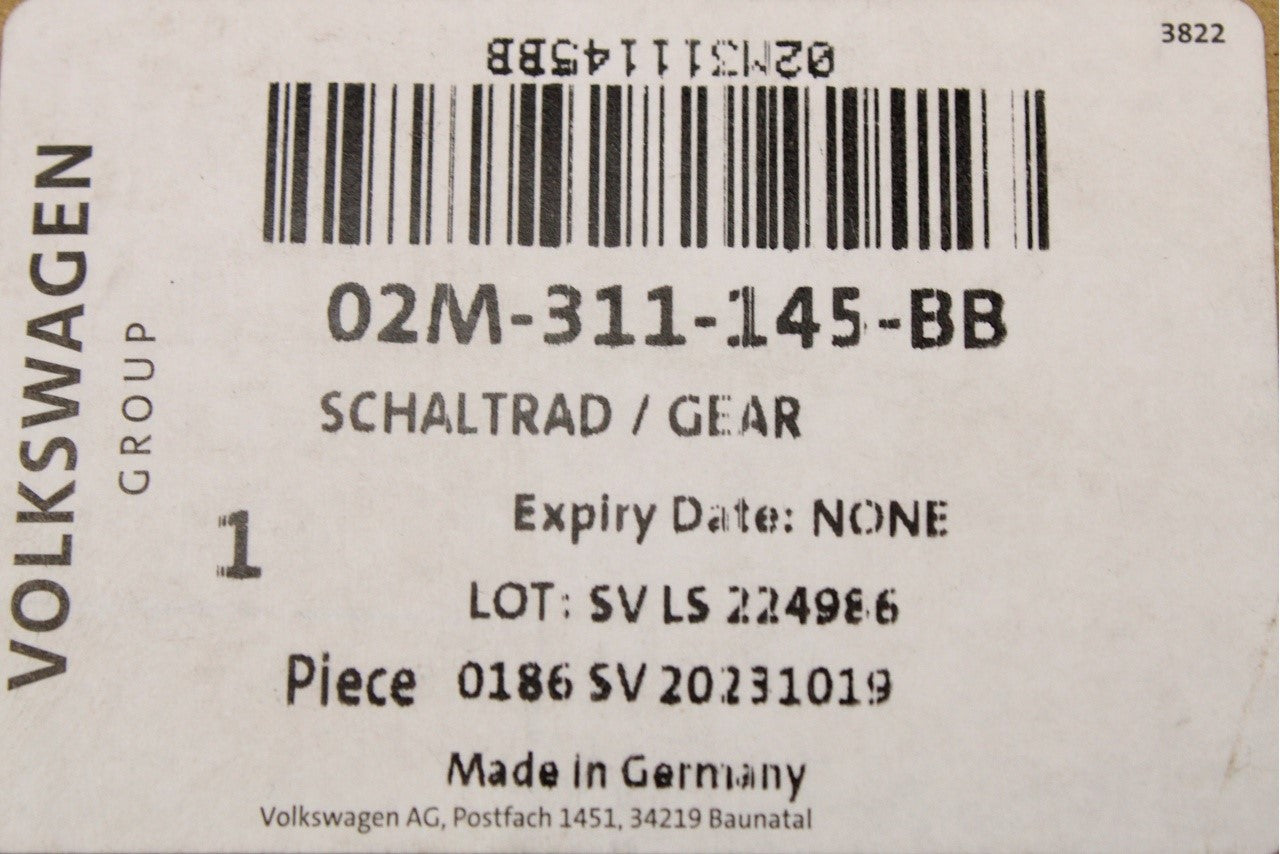 3822
02M311145BB
VOLKSWAGEN
GROUP
02M-311-145-BB
SCHALTRAD / GEAR
Expiry Date: NONE
1
LOT: SV LS 224986
Piece 0186 SV 20231019
Made in Germany
Volkswagen AG, Postfach 1451, 34219 Baunatal